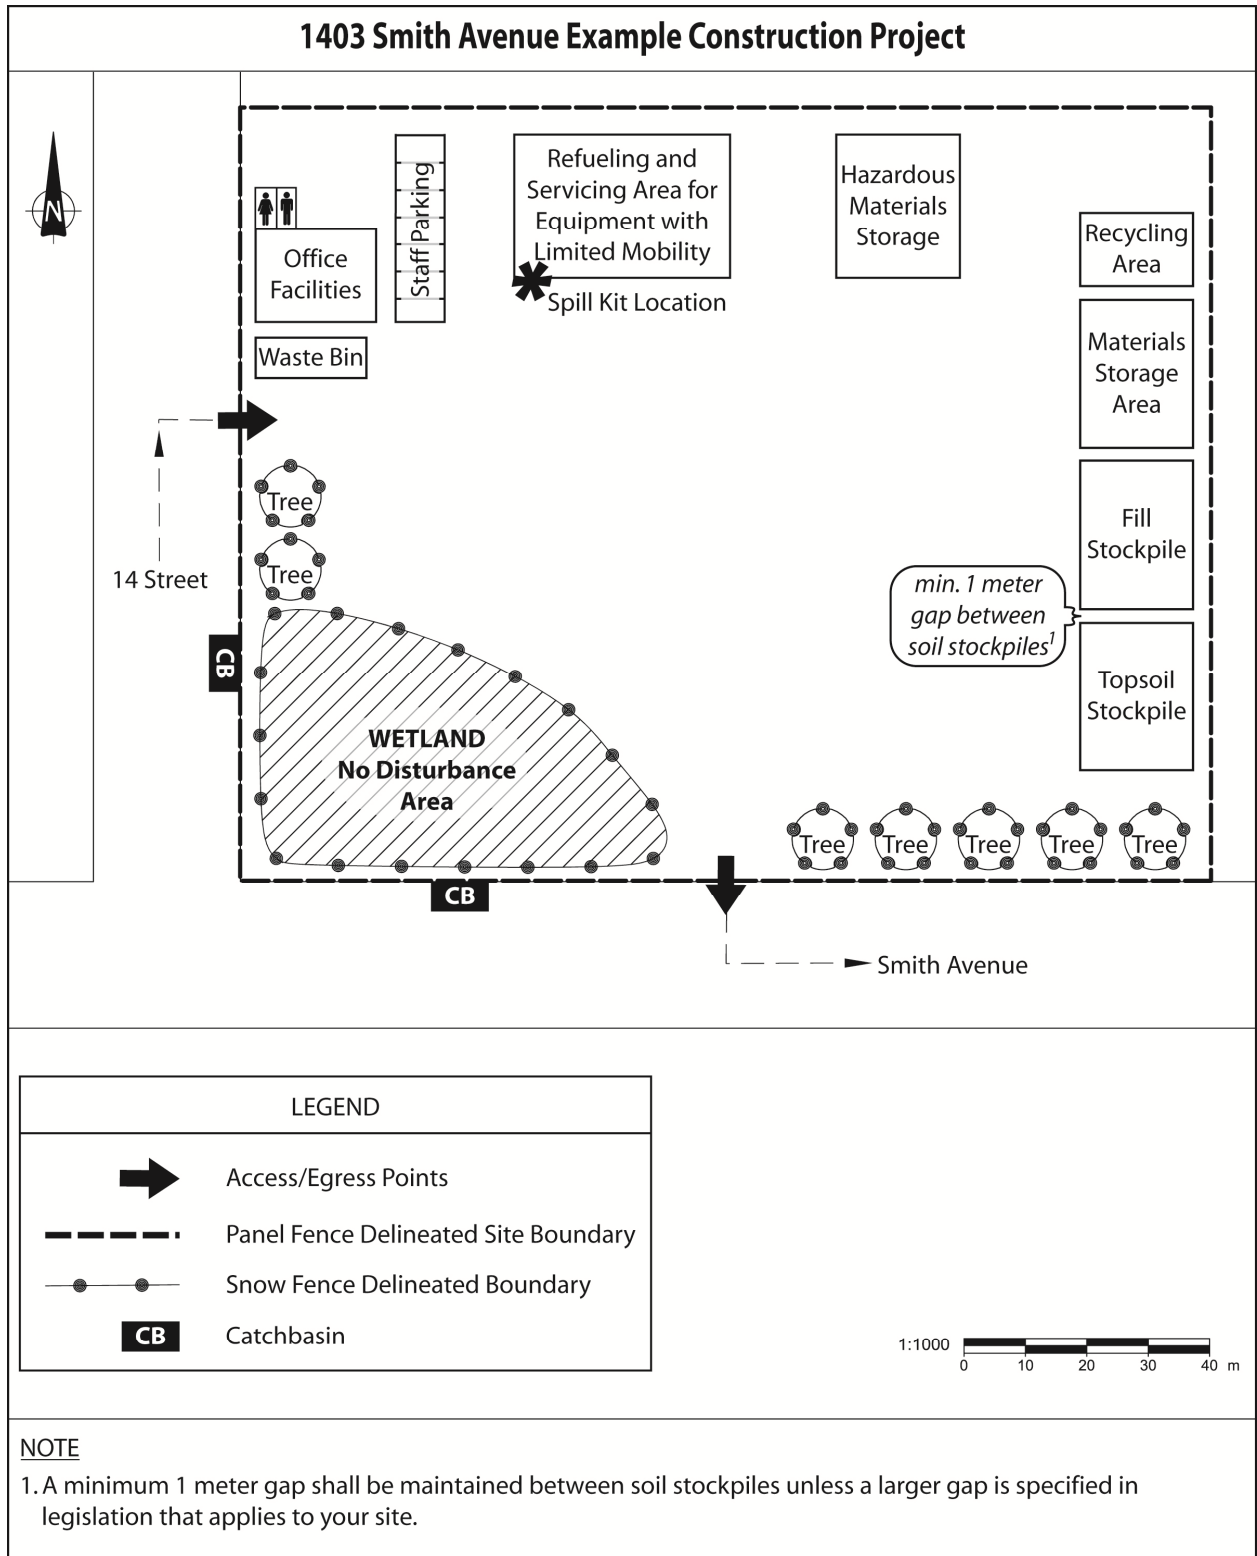 1403 Smith Avenue Example Construction Project
N
Office
Facilities
Waste Bin
Staff Parking
Refueling and
Servicing Area for
Equipment with
Limited Mobility
Spill Kit Location
Hazardous
Materials
Storage
Recycling
Area
Materials
Storage
Area
Fill
Stockpile
min. 1 meter
gap between
soil stockpiles1
Topsoil
Stockpile
14 Street
Tree
Tree
CB
WETLAND
No Disturbance
Area
Tree
Tree
Tree
Tree
Tree
CB
Smith Avenue
LEGEND
Access/Egress Points
Panel Fence Delineated Site Boundary
Snow Fence Delineated Boundary
CB Catchbasin
1:1000
0 10 20 30 40 m
NOTE
1. A minimum 1 meter gap shall be maintained between soil stockpiles unless a larger gap is specified in
legislation that applies to your site.